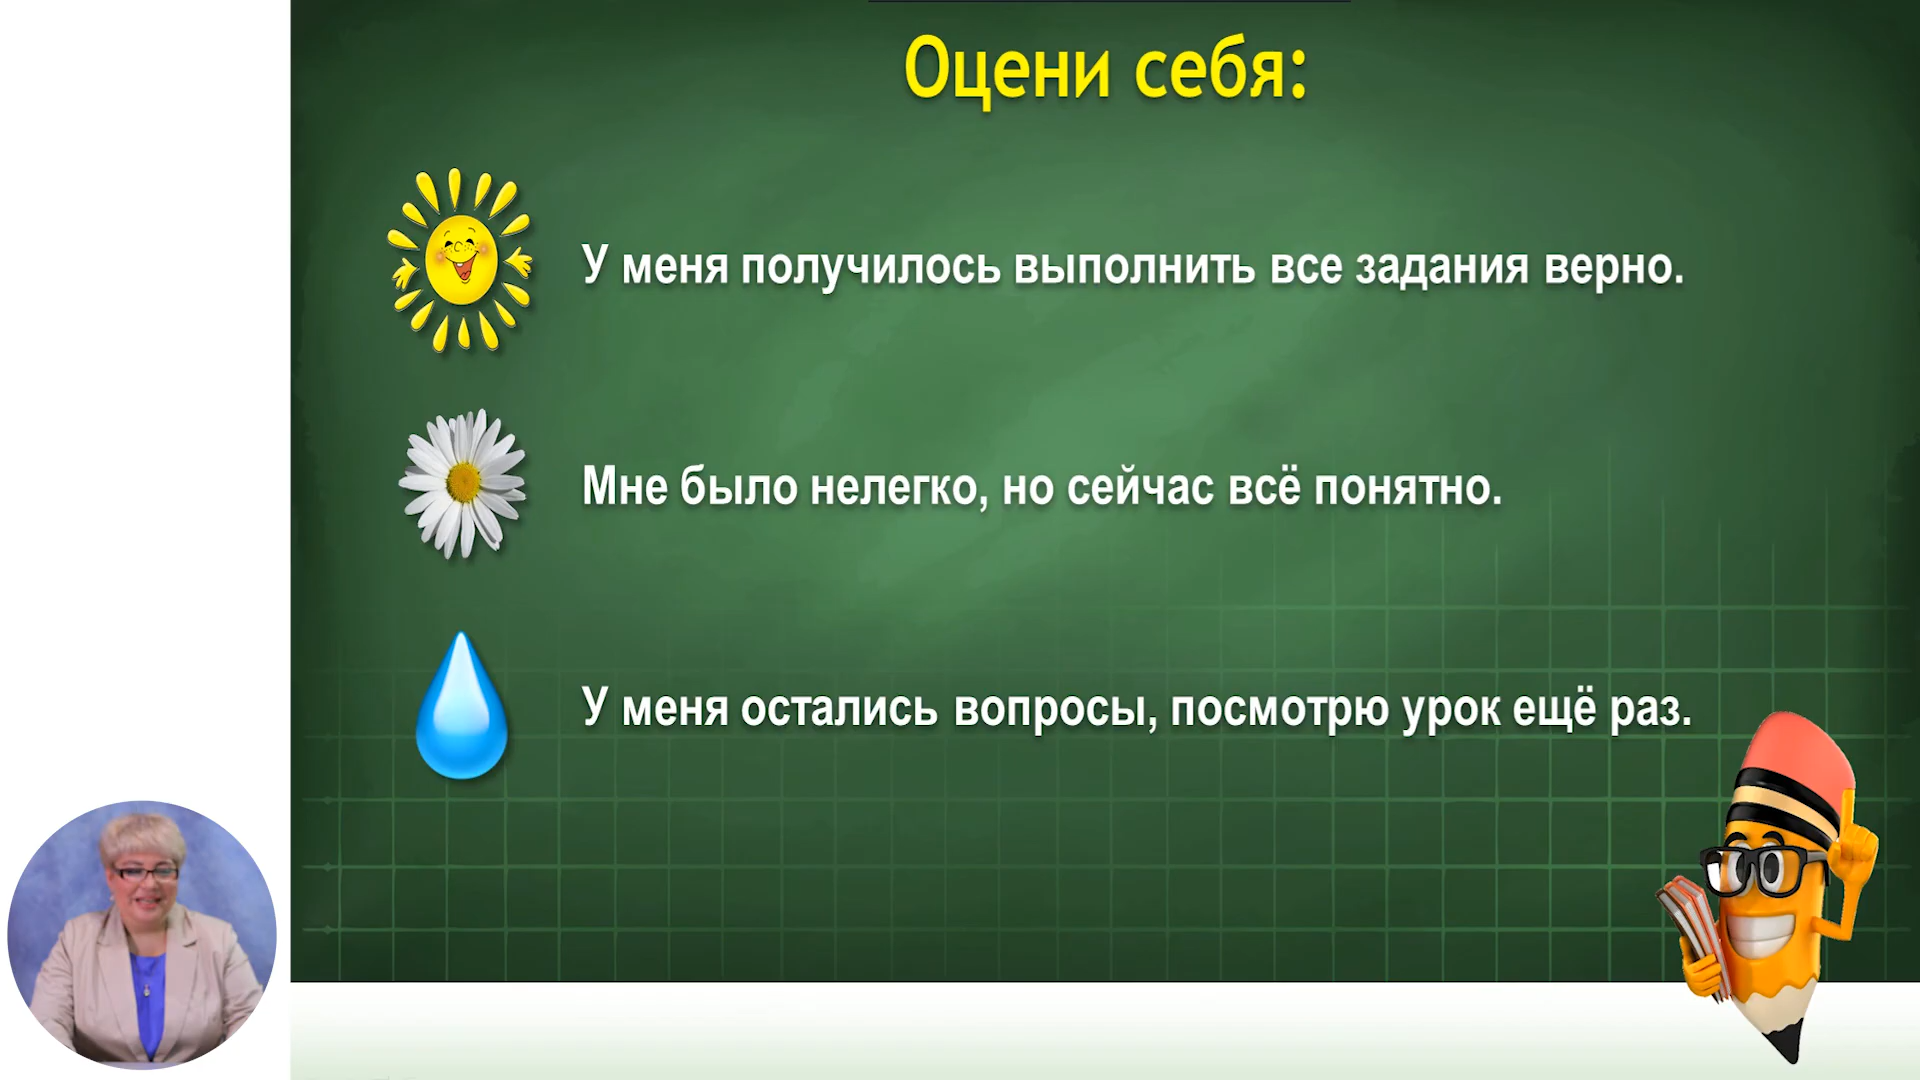 Оцени себя:
У меня получилось выполнить все задания верно.
Мне было нелегко, но сейчас всё понятно.
У меня остались вопросы, посмотрю урок ещё раз.